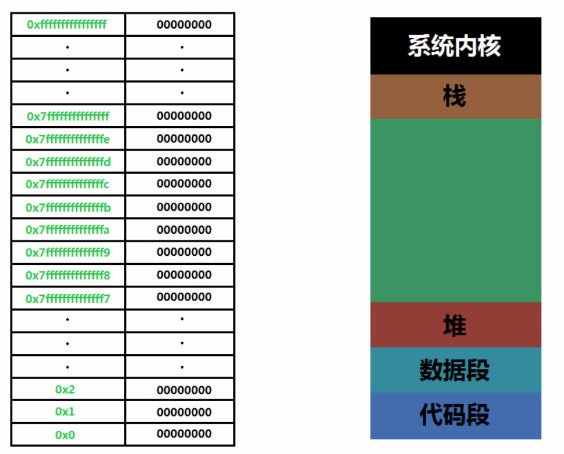 0xffffffffffffffff 00000000
· ·
· ·
· ·
0x7fffffffffffffff 00000000
0x7ffffffffffffffe 00000000
0x7ffffffffffffffd 00000000
0x7ffffffffffffffc 00000000
0x7ffffffffffffffb 00000000
0x7ffffffffffffffa 00000000
0x7ffffffffffffff9 00000000
0x7ffffffffffffff8 00000000
0x7ffffffffffffff7 00000000
· ·
· ·
· ·
0x2 00000000
0x1 00000000
0x0 00000000
系统内核
栈
堆
数据段
代码段